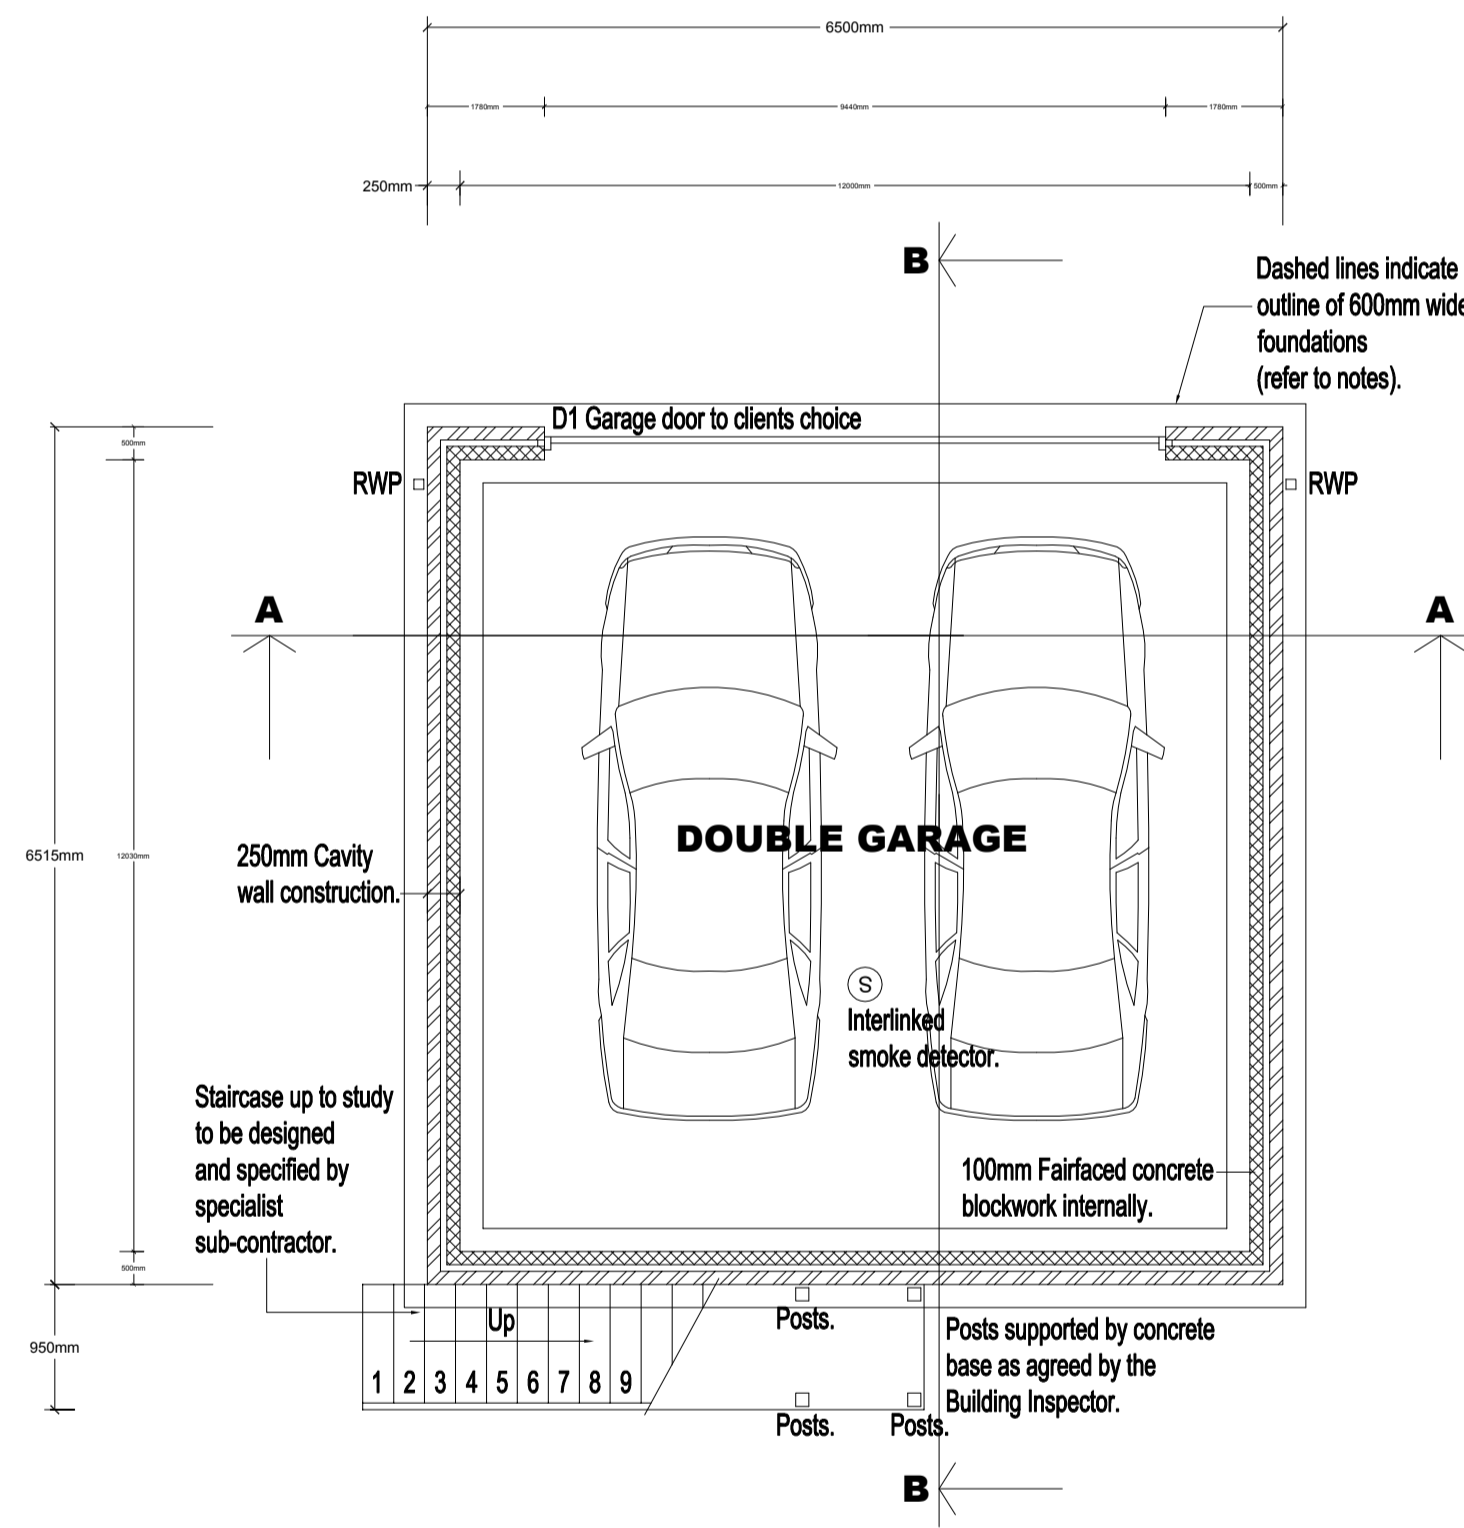 6500mm
1780mm
9440mm
1780mm
250mm
12000mm
500mm
B
Dashed lines indicate
outline of 600mm wide
foundations
(refer to notes).
D1 Garage door to clients choice
500mm
RWP
RWP
A
A
DOUBLE GARAGE
6515mm
12030mm
250mm Cavity
wall construction.
S
Interlinked
smoke detector.
Staircase up to study
to be designed
and specified by
specialist
sub-contractor.
100mm Fairfaced concrete
blockwork internally.
500mm
950mm
Up
1 2 3 4 5 6 7 8 9
Posts.
Posts supported by concrete
base as agreed by the
Building Inspector.
Posts.
Posts.
B